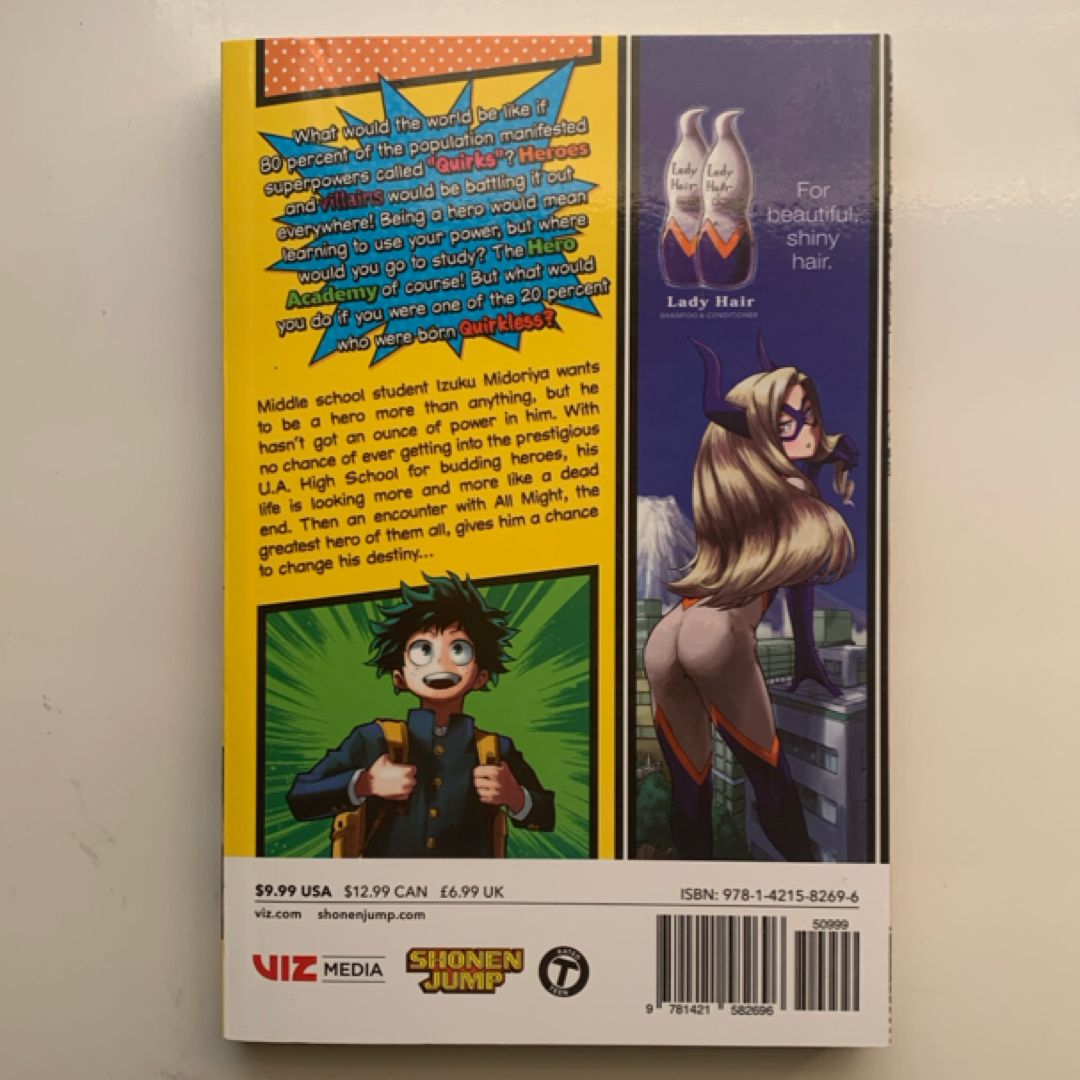 What would the world be like if
80 percent of the population manifested
superpowers called "Quirks"? Heroes
and villains would be battling it out
everywhere! Being a hero would mean
learning to use your power, but where
would you go to study? The Hero
Academy of course! But what would
you do if you were one of the 20 percent
who were born Quirkless?
Middle school student Izuku Midoriya wants
to be a hero more than anything, but he
hasn't got an ounce of power in him. With
no chance of ever getting into the prestigious
U.A. High School for budding heroes, his
life is looking more and more like a dead
end. Then an encounter with All Might, the
greatest hero of them all, gives him a chance
to change his destiny...
Lady
Hair
Lady
Hair
For
beautiful,
shiny
hair.
Lady Hair
SHAMPOO & CONDITIONER
$9.99 USA $12.99 CAN £6.99 UK
viz.com shonenjump.com
VIZ MEDIA
SHONEN
JUMP
RATED
T
TEEN
ISBN: 978-1-4215-8269-6
50999
9 781421 582696